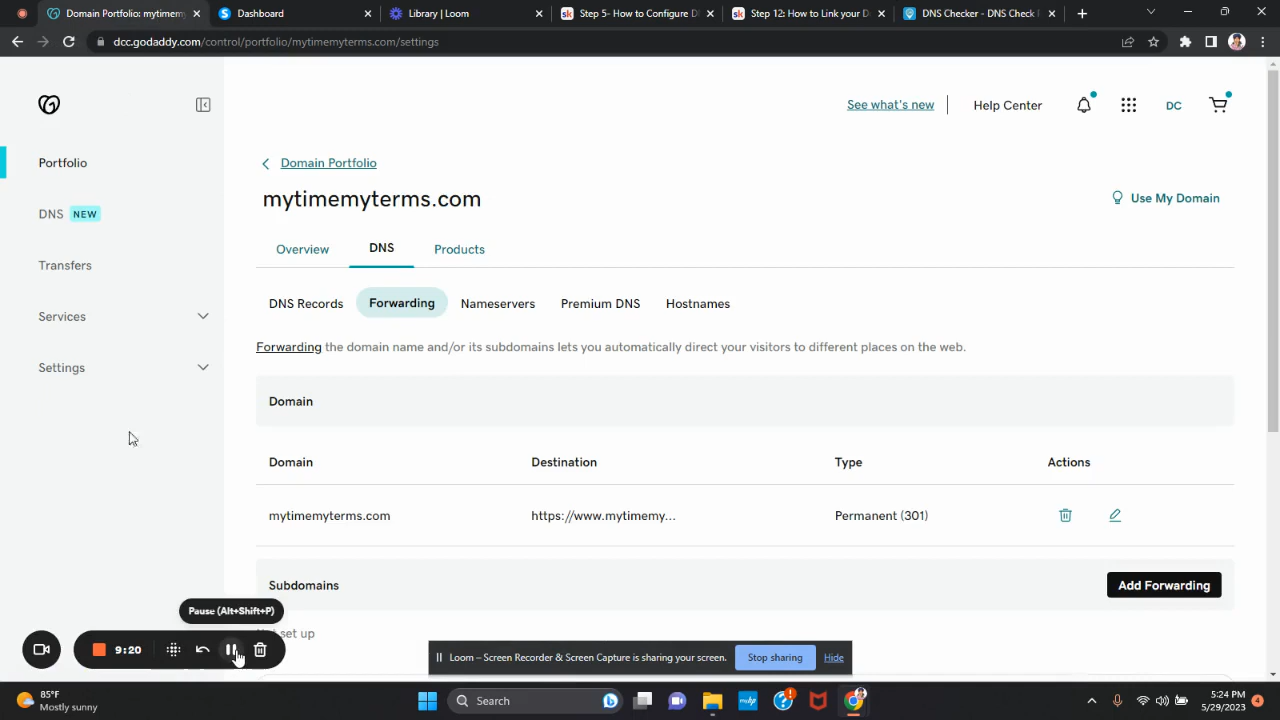 Domain Portfolio: mytimemy
Dashboard
Library | Loom
Step 5- How to Configure D
Step 12: How to Link your D
DNS Checker - DNS Check
dcc.godaddy.com/control/portfolio/mytimemyterms.com/settings
See what's new
Help Center
DC
Portfolio
DNS NEW
Transfers
Services
Settings
Domain Portfolio
mytimemyterms.com
Use My Domain
Overview
DNS
Products
DNS Records
Forwarding
Nameservers
Premium DNS
Hostnames
Forwarding the domain name and/or its subdomains lets you automatically direct your visitors to different places on the web.
Domain
Domain
Destination
Type
Actions
mytimemyterms.com
https://www.mytimemy...
Permanent (301)
Subdomains
Add Forwarding
set up
Pause (Alt+Shift+P)
9:20
Loom – Screen Recorder & Screen Capture is sharing your screen.
Stop sharing
Hide
85°F
Mostly sunny
Search
5:24 PM
5/29/2023
4